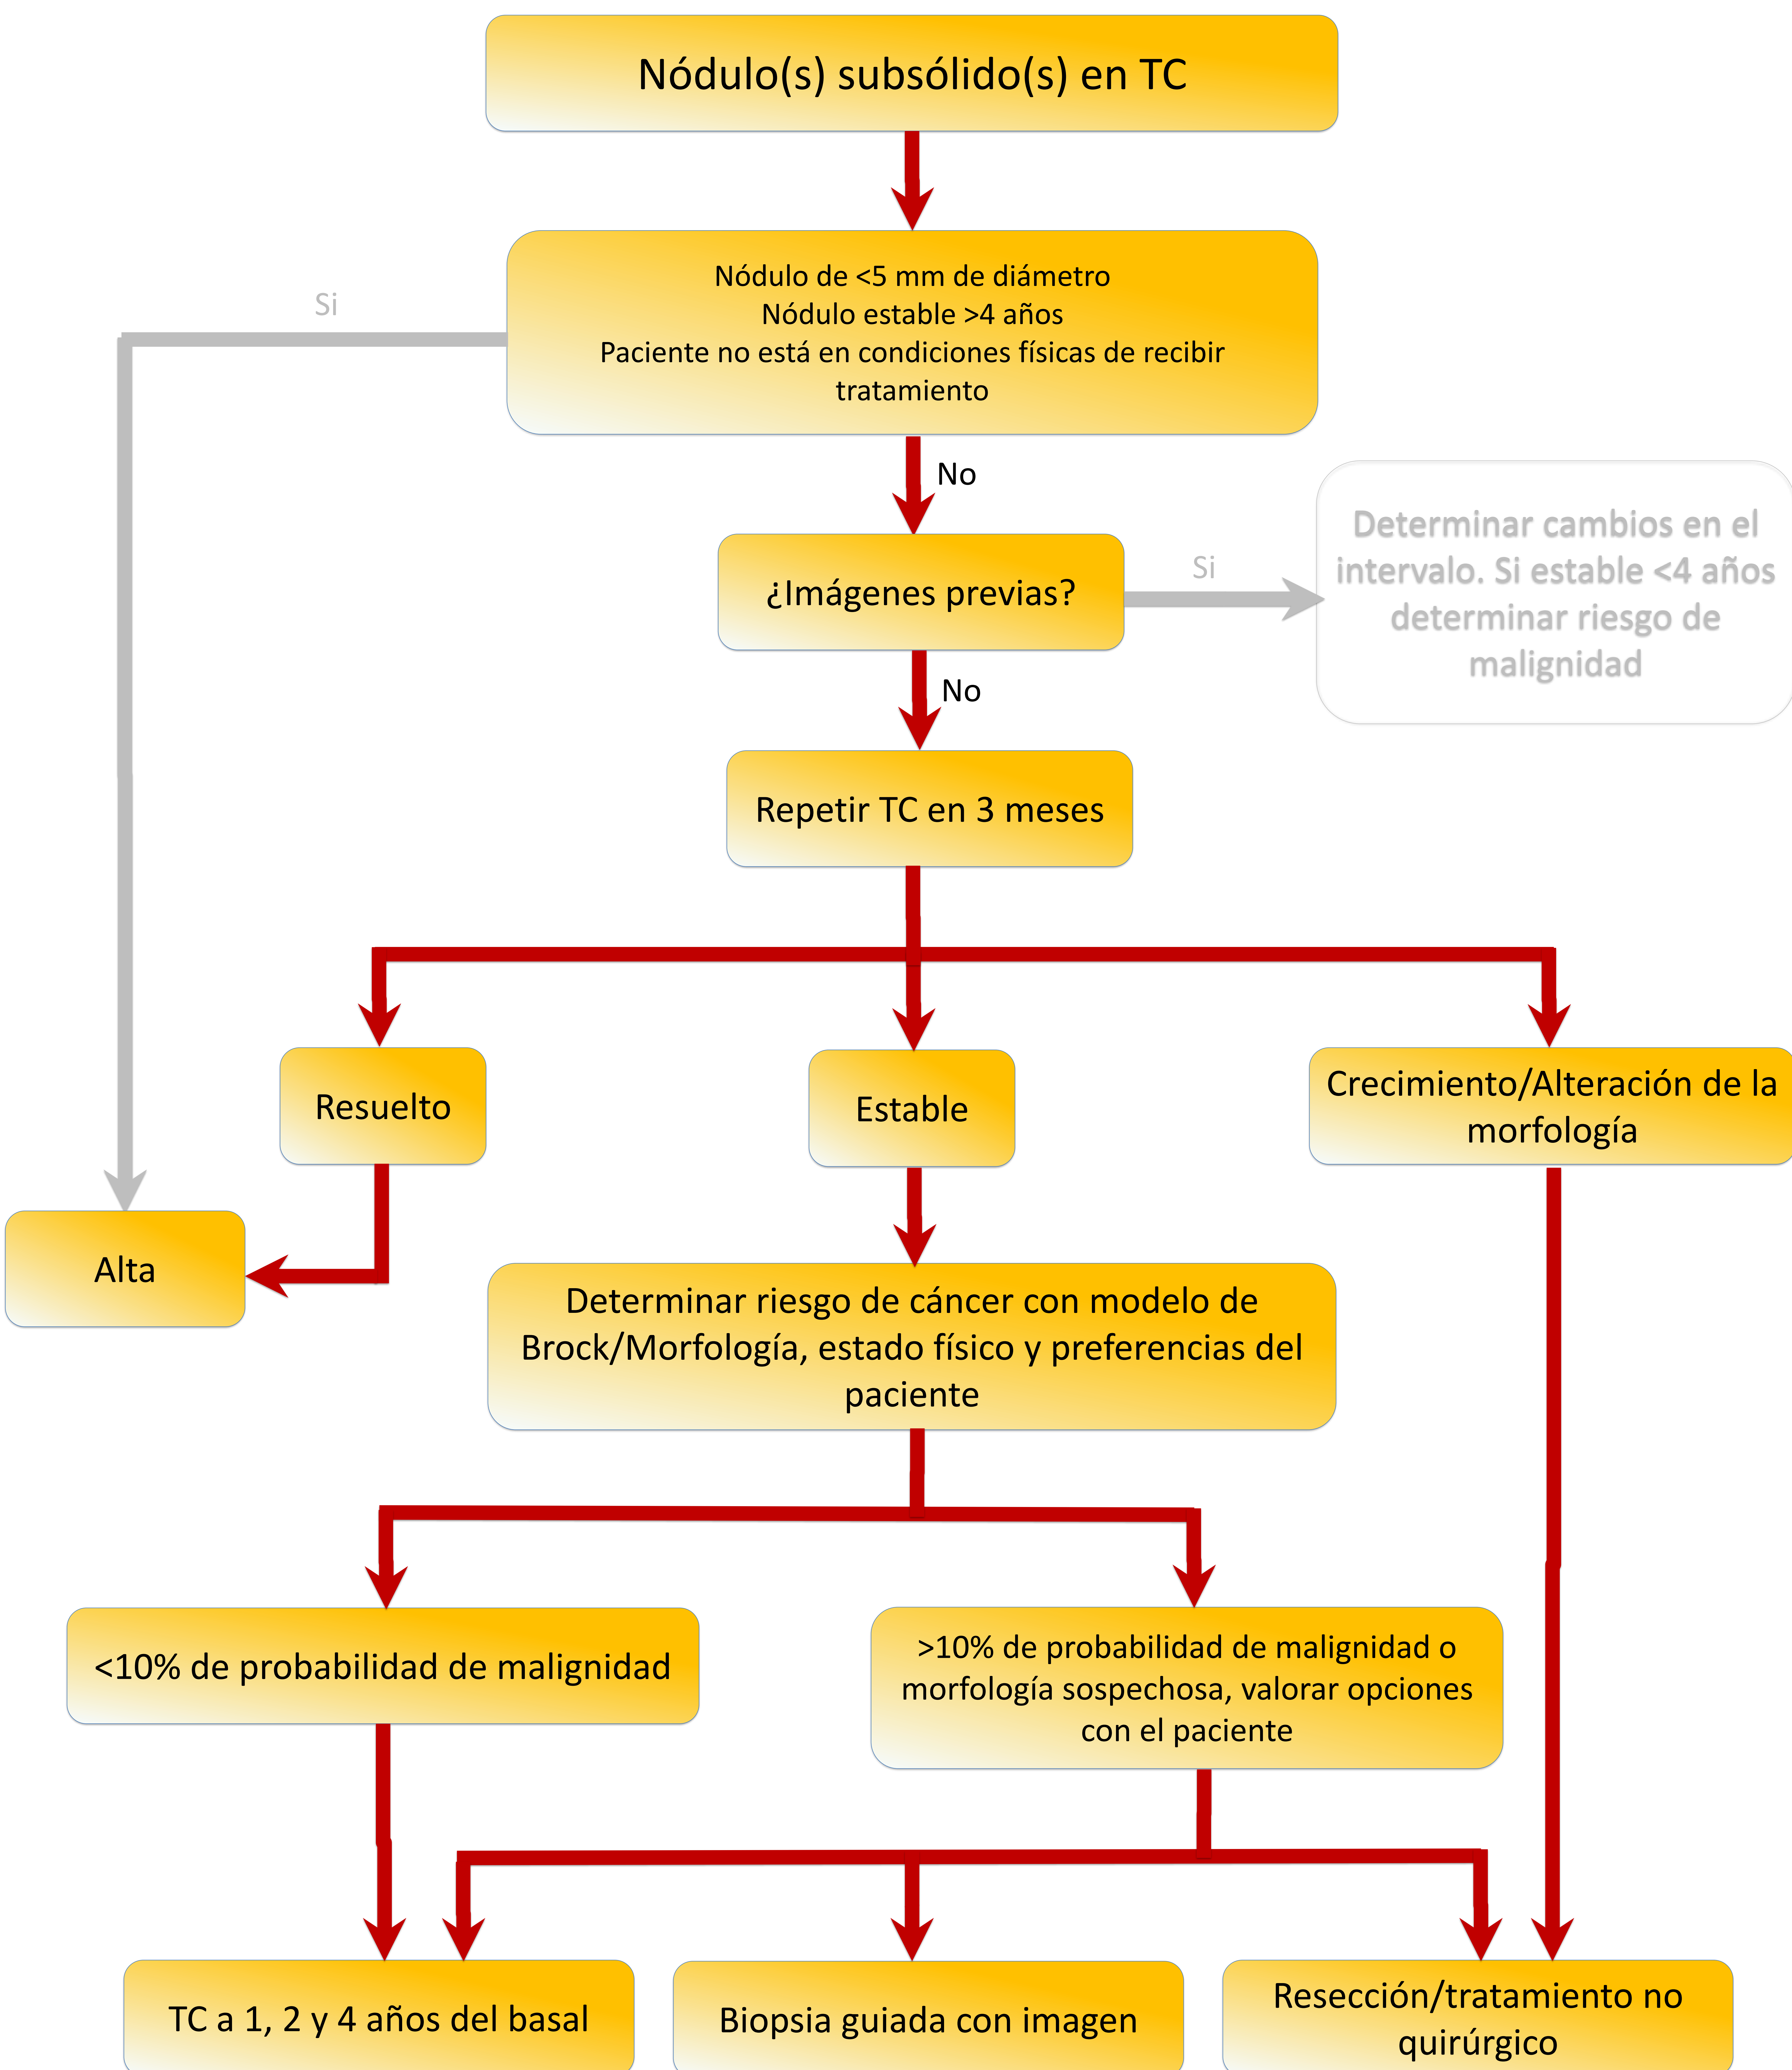 Nódulo(s) subsólido(s) en TC
Nódulo de <5 mm de diámetro
Nódulo estable >4 años
Paciente no está en condiciones físicas de recibir
tratamiento
Si
No
¿Imágenes previas?
Si
Determinar cambios en el
intervalo. Si estable <4 años
determinar riesgo de
malignidad
No
Repetir TC en 3 meses
Resuelto
Estable
Crecimiento/Alteración de la
morfología
Alta
Determinar riesgo de cáncer con modelo de
Brock/Morfología, estado físico y preferencias del
paciente
<10% de probabilidad de malignidad
>10% de probabilidad de malignidad o
morfología sospechosa, valorar opciones
con el paciente
TC a 1, 2 y 4 años del basal
Biopsia guiada con imagen
Resección/tratamiento no
quirúrgico